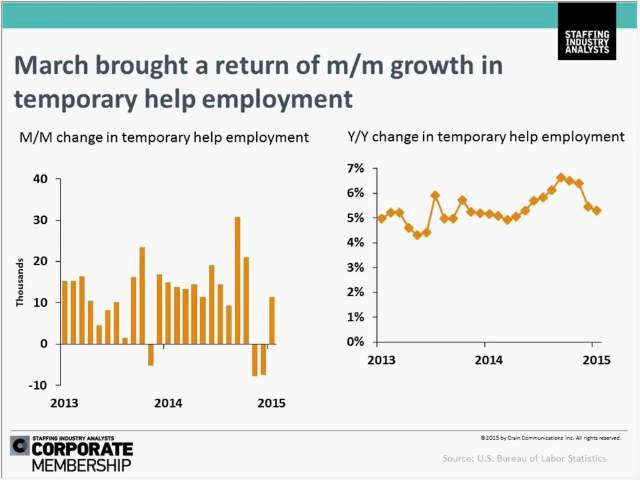 STAFFING
INDUSTRY
ANALYSTS
March brought a return of m/m growth in
temporary help employment
M/M change in temporary help employment
40
30
20
10
0
-10
Thousands
2013
2014
2015
Y/Y change in temporary help employment
7%
6%
5%
4%
3%
2%
1%
0%
2013
2014
2015
C
STAFFING INDUSTRY ANALYSTS
CORPORATE
MEMBERSHIP
©2015 by Crain Communications Inc. All rights reserved.
Source: U.S. Bureau of Labor Statistics